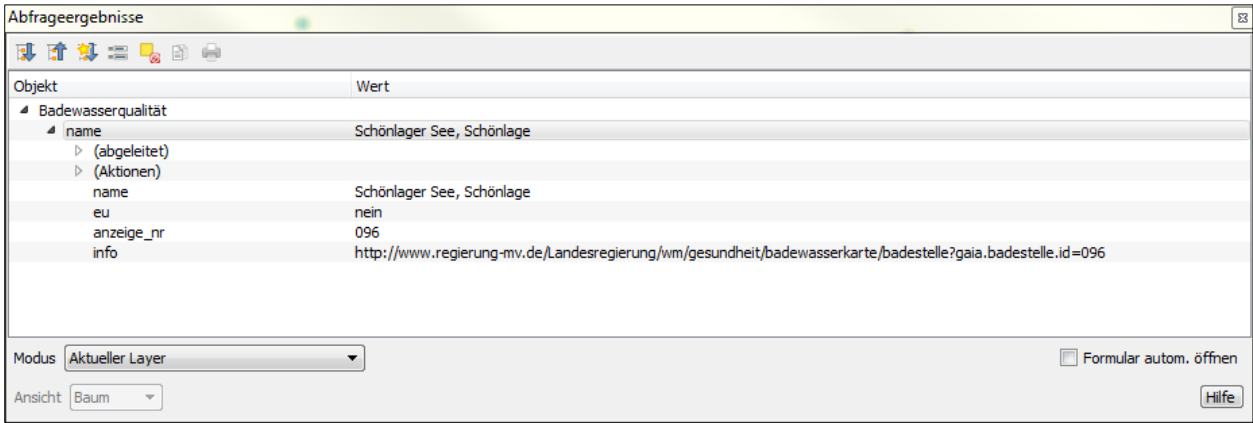 Abfrageergebnisse
Objekt Wert
Badewasserqualität
name Schönlager See, Schönlage
(abgeleitet)
(Aktionen)
name Schönlager See, Schönlage
eu nein
anzeige_nr 096
info http://www.regierung-mv.de/Landesregierung/wm/gesundheit/badewasserkarte/badestelle?gaia.badestelle.id=096
Modus Aktueller Layer Formular autom. öffnen
Ansicht Baum Hilfe